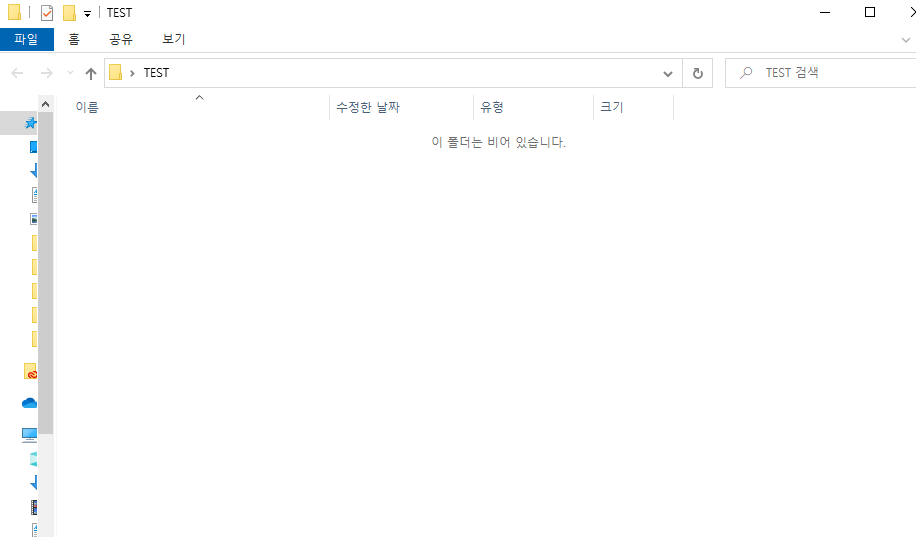 TEST
파일 홈 공유 보기
TEST TEST 검색
이름 수정한 날짜 유형 크기
이 폴더는 비어 있습니다.